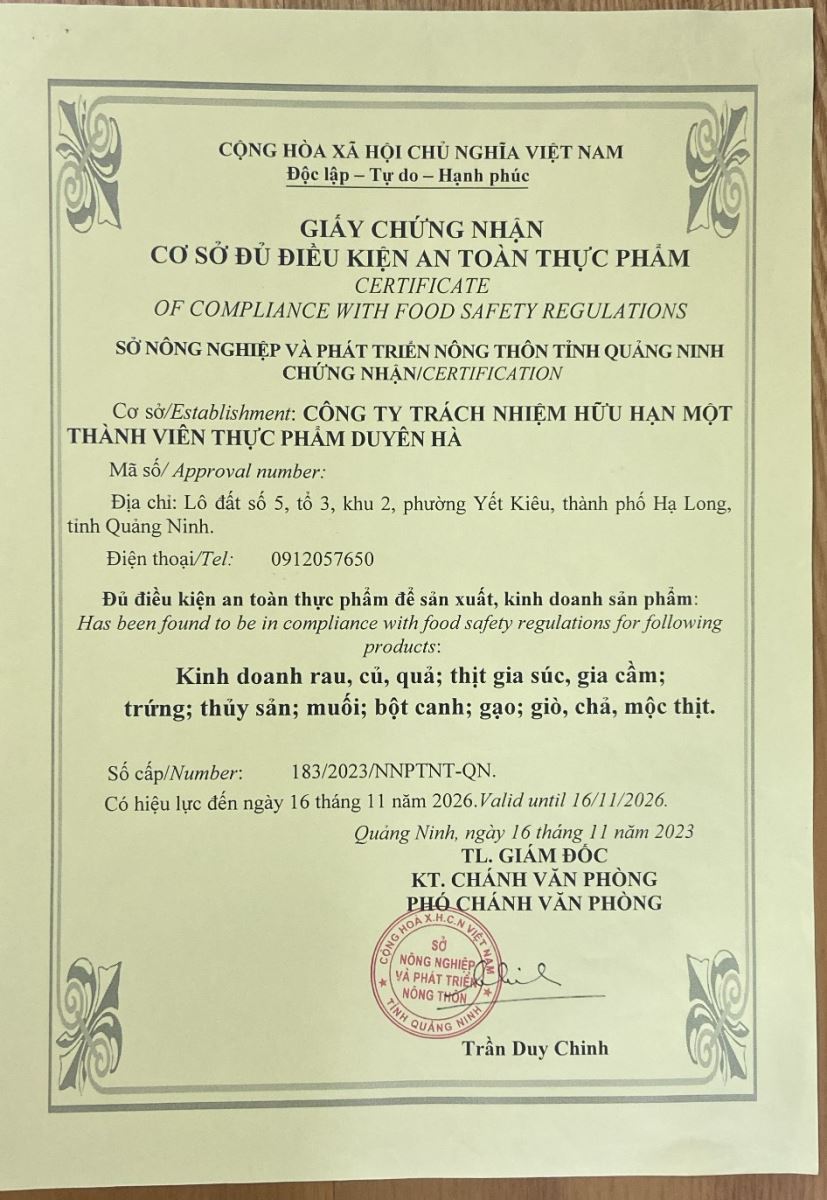 CỘNG HÒA XÃ HỘI CHỦ NGHĨA VIỆT NAM
Độc lập – Tự do – Hạnh phúc
GIẤY CHỨNG NHẬN
CƠ SỞ ĐỦ ĐIỀU KIỆN AN TOÀN THỰC PHẨM
CERTIFICATE
OF COMPLIANCE WITH FOOD SAFETY REGULATIONS
SỞ NÔNG NGHIỆP VÀ PHÁT TRIỂN NÔNG THÔN TỈNH QUẢNG NINH
CHỨNG NHẬN/CERTIFICATION
Cơ sở/Establishment: CÔNG TY TRÁCH NHIỆM HỮU HẠN MỘT
THÀNH VIÊN THỰC PHẨM DUYÊN HÀ
Mã số/ Approval number:
Địa chỉ: Lô đất số 5, tổ 3, khu 2, phường Yết Kiêu, thành phố Hạ Long,
tỉnh Quảng Ninh.
Điện thoại/Tel: 0912057650
Đủ điều kiện an toàn thực phẩm để sản xuất, kinh doanh sản phẩm:
Has been found to be in compliance with food safety regulations for following
products:
Kinh doanh rau, củ, quả; thịt gia súc, gia cầm;
trứng; thủy sản; muối; bột canh; gạo; giò, chả, mộc thịt.
Số cấp/Number: 183/2023/NNPTNT-QN.
Có hiệu lực đến ngày 16 tháng 11 năm 2026.Valid until 16/11/2026.
Quảng Ninh, ngày 16 tháng 11 năm 2023
TL. GIÁM ĐỐC
KT. CHÁNH VĂN PHÒNG
PHÓ CHÁNH VĂN PHÒNG
CỘNG HOÀ X.H.C.N VIỆT NAM
SỞ
NÔNG NGHIỆP
VÀ PHÁT TRIỂN
NÔNG THÔN
TỈNH QUẢNG NINH
Trần Duy Chinh